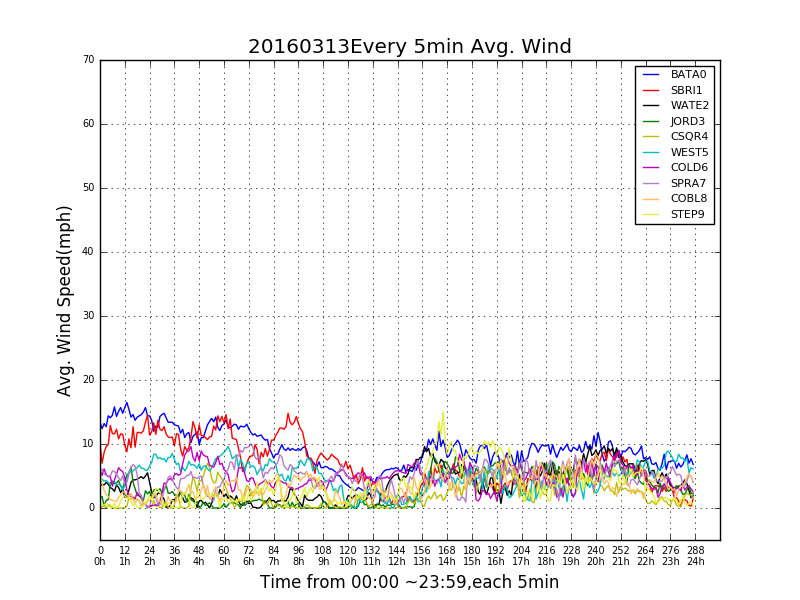 20160313Every 5min Avg. Wind
70
60
50
40
30
20
10
0
Avg. Wind Speed(mph)
BATA0
SBRI1
WATE2
JORD3
CSQR4
WEST5
COLD6
SPRA7
COBL8
STEP9
0 12 24 36 48 60 72 84 96 108 120 132 144 156 168 180 192 204 216 228 240 252 264 276 288
0h 1h 2h 3h 4h 5h 6h 7h 8h 9h 10h 11h 12h 13h 14h 15h 16h 17h 18h 19h 20h 21h 22h 23h 24h
Time from 00:00 ~23:59,each 5min